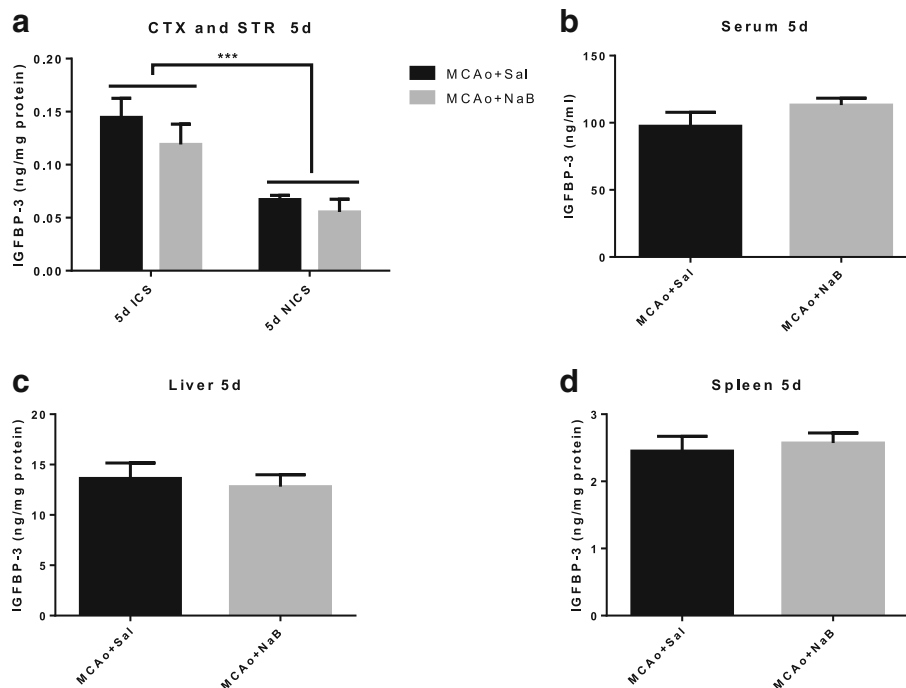 a
CTX and STR 5d
***
IGFBP-3 (ng/mg protein)
0.20
0.15
0.10
0.05
0.00
5d ICS
5d NICS
MCAo+Sal
MCAo+NaB
b
Serum 5d
IGFBP-3 (ng/ml)
150
100
50
0
MCAo+Sal
MCAo+NaB
c
Liver 5d
IGFBP-3 (ng/mg protein)
20
15
10
5
0
MCAo+Sal
MCAo+NaB
d
Spleen 5d
IGFBP-3 (ng/mg protein)
3
2
1
0
MCAo+Sal
MCAo+NaB